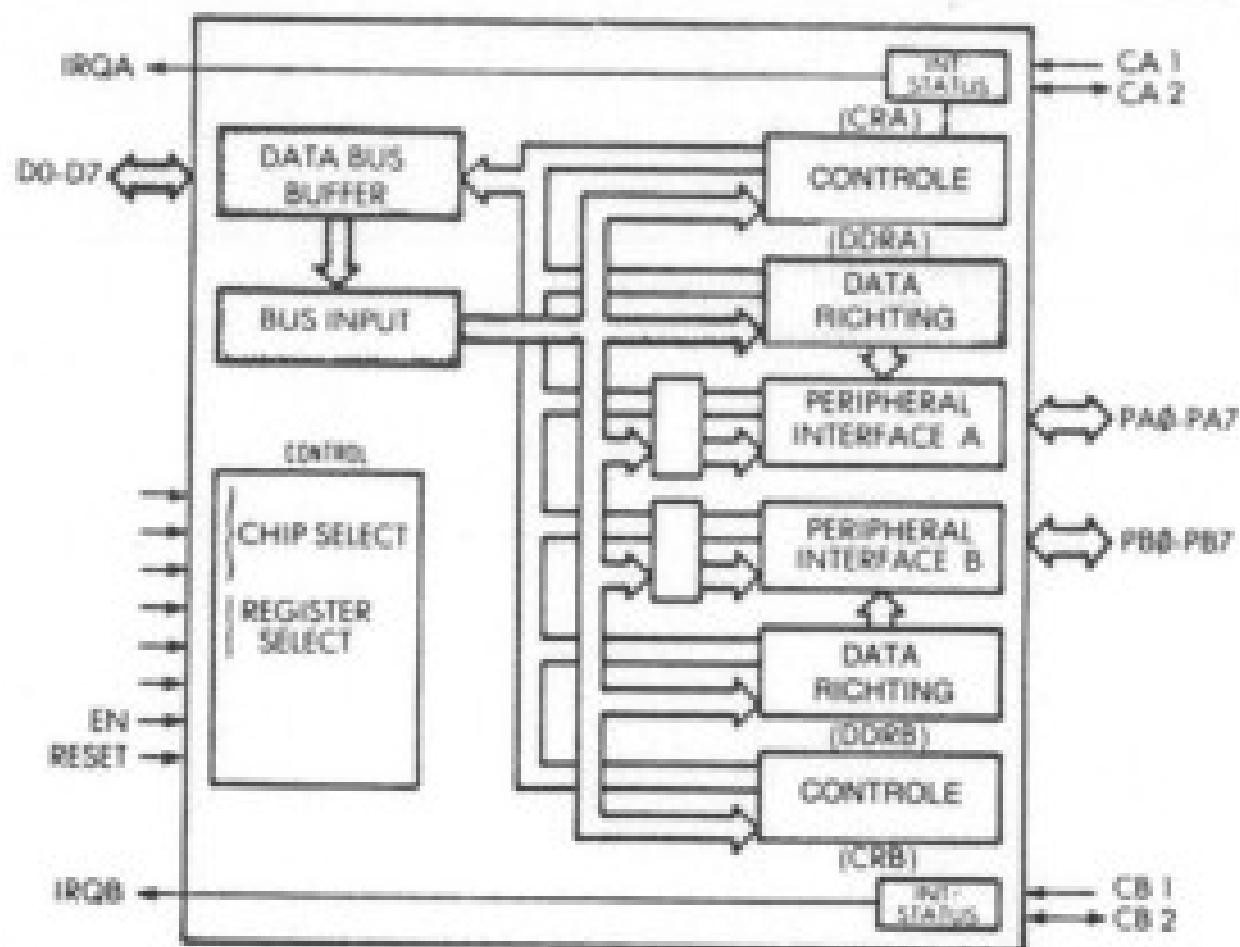 IRQA
INT-
STATUS
CA 1
CA 2
(CRA)
D0-D7
DATA BUS
BUFFER
CONTROLE
(DDRA)
BUS INPUT
DATA
RICHTING
PERIPHERAL
INTERFACE A
PAØ-PA7
CONTROL
CHIP SELECT
PERIPHERAL
INTERFACE B
PBØ-PB7
REGISTER
SELECT
DATA
RICHTING
EN
(DDRB)
RESET
CONTROLE
(CRB)
IRQB
INT-
STATUS
CB 1
CB 2